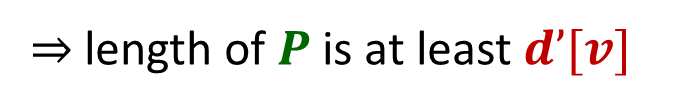 ⇒ length of P is at least d’[v]